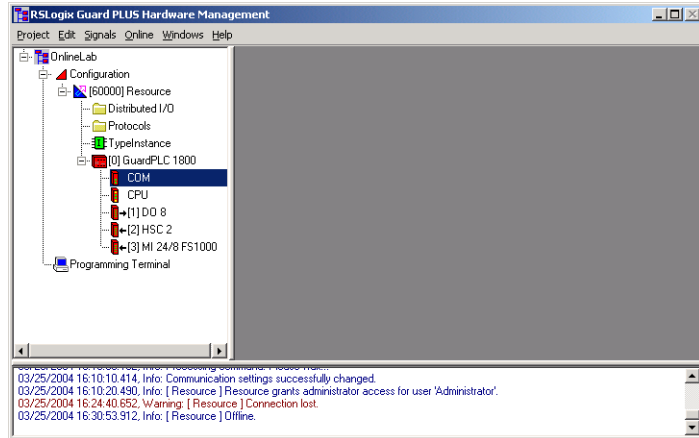 RSLogix Guard PLUS Hardware Management
Project Edit Signals Online Windows Help
OnlineLab
Configuration
[60000] Resource
Distributed I/O
Protocols
TypeInstance
[0] GuardPLC 1800
COM
CPU
[1] DO 8
[2] HSC 2
[3] MI 24/8 FS1000
Programming Terminal
03/25/2004 16:10:10.414, Info: Communication settings successfully changed.
03/25/2004 16:10:20.490, Info: [ Resource ] Resource grants administrator access for user 'Administrator'.
03/25/2004 16:24:40.652, Warning: [ Resource ] Connection lost.
03/25/2004 16:30:53.912, Info: [ Resource ] Offline.